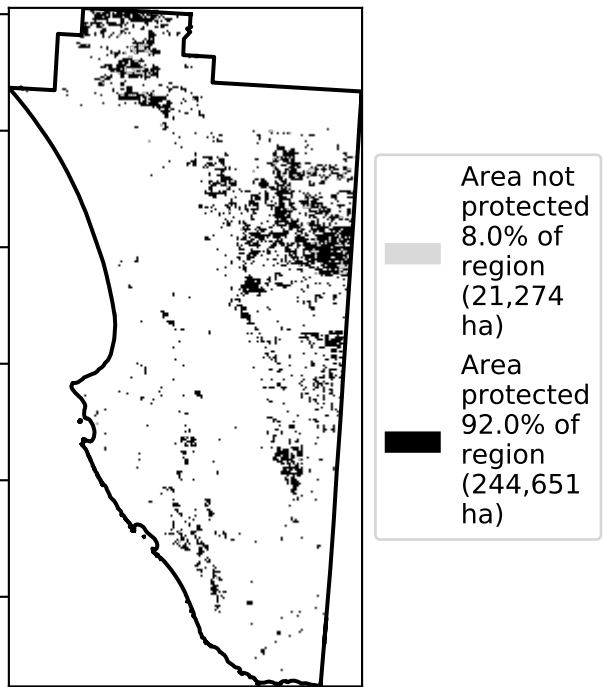 Area not
protected
8.0% of
region
(21,274
ha)
Area
protected
92.0% of
region
(244,651
ha)